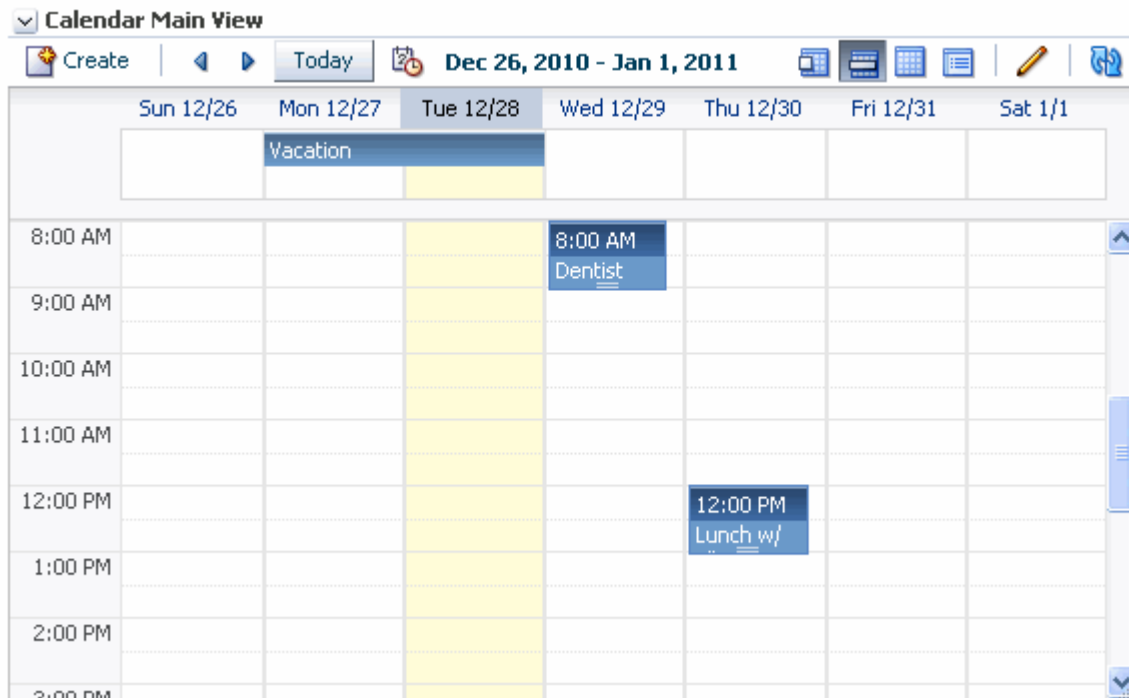 Calendar Main View
Create Today Dec 26, 2010 - Jan 1, 2011
Sun 12/26 Mon 12/27 Tue 12/28 Wed 12/29 Thu 12/30 Fri 12/31 Sat 1/1
Vacation
8:00 AM
8:00 AM
Dentist
9:00 AM
10:00 AM
11:00 AM
12:00 PM
12:00 PM
Lunch w/
1:00 PM
2:00 PM
3:00 PM